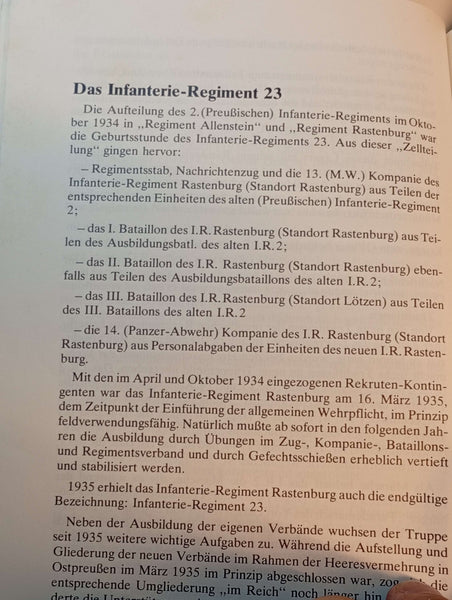 Das Infanterie-Regiment 23
Die Aufteilung des 2.(Preußischen) Infanterie-Regiments im Okto-
ber 1934 in „Regiment Allenstein" und „Regiment Rastenburg" war
die Geburtsstunde des Infanterie-Regiments 23. Aus dieser „Zelltei-
lung" gingen hervor:
– Regimentsstab, Nachrichtenzug und die 13. (M.W.) Kompanie des
Infanterie-Regiment Rastenburg (Standort Rastenburg) aus Teilen der
entsprechenden Einheiten des alten (Preußischen) Infanterie-Regiment
2;
– das I. Bataillon des I.R. Rastenburg (Standort Rastenburg) aus Tei-
len des Ausbildungsbatl. des alten I.R.2;
– das II. Bataillon des I.R. Rastenburg (Standort Rastenburg) eben-
falls aus Teilen des Ausbildungsbataillons des alten I.R.2;
– das III. Bataillon des I.R. Rastenburg (Standort Lötzen) aus Teilen
des III. Bataillons des alten I.R.2
– die 14. (Panzer-Abwehr) Kompanie des I.R. Rastenburg (Standort
Rastenburg) aus Personalabgaben der Einheiten des neuen I.R. Rasten-
burg.
Mit den im April und Oktober 1934 eingezogenen Rekruten-Kontin-
genten war das Infanterie-Regiment Rastenburg am 16. März 1935,
dem Zeitpunkt der Einführung der allgemeinen Wehrpflicht, im Prinzip
feldverwendungsfähig. Natürlich mußte ab sofort in den folgenden Jah-
ren die Ausbildung durch Übungen im Zug-, Kompanie-, Bataillons-
und Regimentsverband und durch Gefechtsschießen erheblich vertieft
und stabilisiert werden.
1935 erhielt das Infanterie-Regiment Rastenburg auch die endgültige
Bezeichnung: Infanterie-Regiment 23.
Neben der Ausbildung der eigenen Verbände wuchsen der Truppe
seit 1935 weitere wichtige Aufgaben zu. Während die Aufstellung und
Gliederung der neuen Verbände im Rahmen der Heeresvermehrung in
Ostpreußen im März 1935 im Prinzip abgeschlossen war, zog die
entsprechende Umgliederung „im Reich" noch länger hin